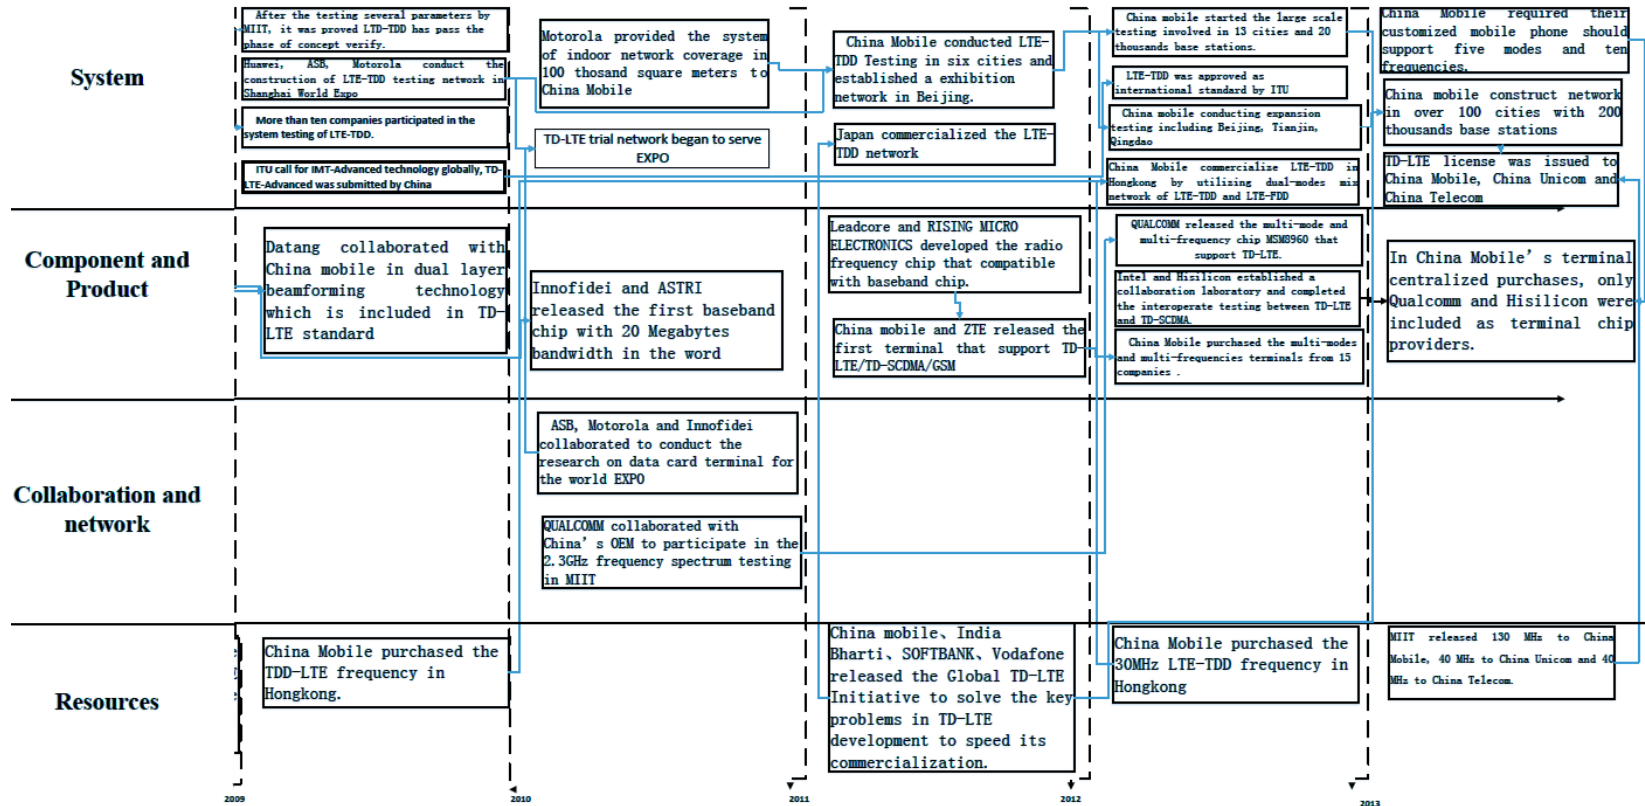 System
After the testing several parameters by
MIIT, it was proved LTD-TDD has pass the
phase of concept verify.
Huawei, ASB, Motorola conduct the
construction of LTE-TDD testing network in
Shanghai World Expo
More than ten companies participated in the
system testing of LTE-TDD.
ITU call for IMT-Advanced technology globally, TD-
LTE-Advanced was submitted by China
Motorola provided the system
of indoor network coverage in
100 thosand square meters to
China Mobile
TD-LTE trial network began to serve
EXPO
China Mobile conducted LTE-
TDD Testing in six cities and
established a exhibition
network in Beijing.
Japan commercialized the LTE-
TDD network
China mobile started the large scale
testing involved in 13 cities and 20
thousands base stations.
LTE-TDD was approved as
international standard by ITU
China mobile conducting expansion
testing including Beijing, Tianjin,
Qingdao
China Mobile commercialize LTE-TDD in
Hongkong by utilizing dual-modes mix
network of LTE-TDD and LTE-FDD
China Mobile required their
customized mobile phone should
support five modes and ten
frequencies.
China mobile construct network
in over 100 cities with 200
thousands base stations
TD-LTE license was issued to
China Mobile, China Unicom and
China Telecom
Component and
Product
Datang collaborated with
China mobile in dual layer
beamforming technology
which is included in TD-
LTE standard
Innofidei and ASTRI
released the first baseband
chip with 20 Megabytes
bandwidth in the word
Leadcore and RISING MICRO
ELECTRONICS developed the radio
frequency chip that compatible
with baseband chip.
China mobile and ZTE released the
first terminal that support TD-
LTE/TD-SCDMA/GSM
QUALCOMM released the multi-mode and
multi-frequency chip MSM8960 that
support TD-LTE.
Intel and Hisilicon established a
collaboration laboratory and completed
the interoperate testing between TD-LTE
and TD-SCDMA.
China Mobile purchased the multi-modes
and multi-frequencies terminals from 15
companies .
In China Mobile’s terminal
centralized purchases, only
Qualcomm and Hisilicon were
included as terminal chip
providers.
Collaboration and
network
ASB, Motorola and Innofidei
collaborated to conduct the
research on data card terminal for
the world EXPO
QUALCOMM collaborated with
China’s OEM to participate in the
2.3GHz frequency spectrum testing
in MIIT
Resources
China Mobile purchased the
TDD-LTE frequency in
Hongkong.
China mobile、India
Bharti、SOFTBANK、Vodafone
released the Global TD-LTE
Initiative to solve the key
problems in TD-LTE
development to speed its
commercialization.
China Mobile purchased the
30MHz LTE-TDD frequency in
Hongkong
MIIT released 130 MHz to China
Mobile, 40 MHz to China Unicom and 40
MHz to China Telecom.
2009
2010
2011
2012
2013